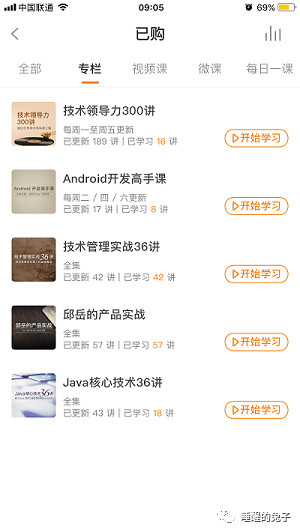 中国联通 09:05 69%
已购
全部 专栏 视频课 微课 每日一课
技术领导力
300讲
技术领导力300讲
每周一至周五更新
已更新 189 讲 | 已学习 16 讲
开始学习
Android 开发高手课
Android开发高手课
每周二 / 四 / 六更新
已更新 17 讲 | 已学习 8 讲
开始学习
技术管理实战36讲
技术管理实战36讲
全集
已更新 42 讲 | 已学习 42 讲
开始学习
邱岳的产品实战
邱岳的产品实战
全集
已更新 57 讲 | 已学习 57 讲
开始学习
Java核心技术36讲
Java核心技术36讲
全集
已更新 43 讲 | 已学习 18 讲
开始学习
睡醒的兔子